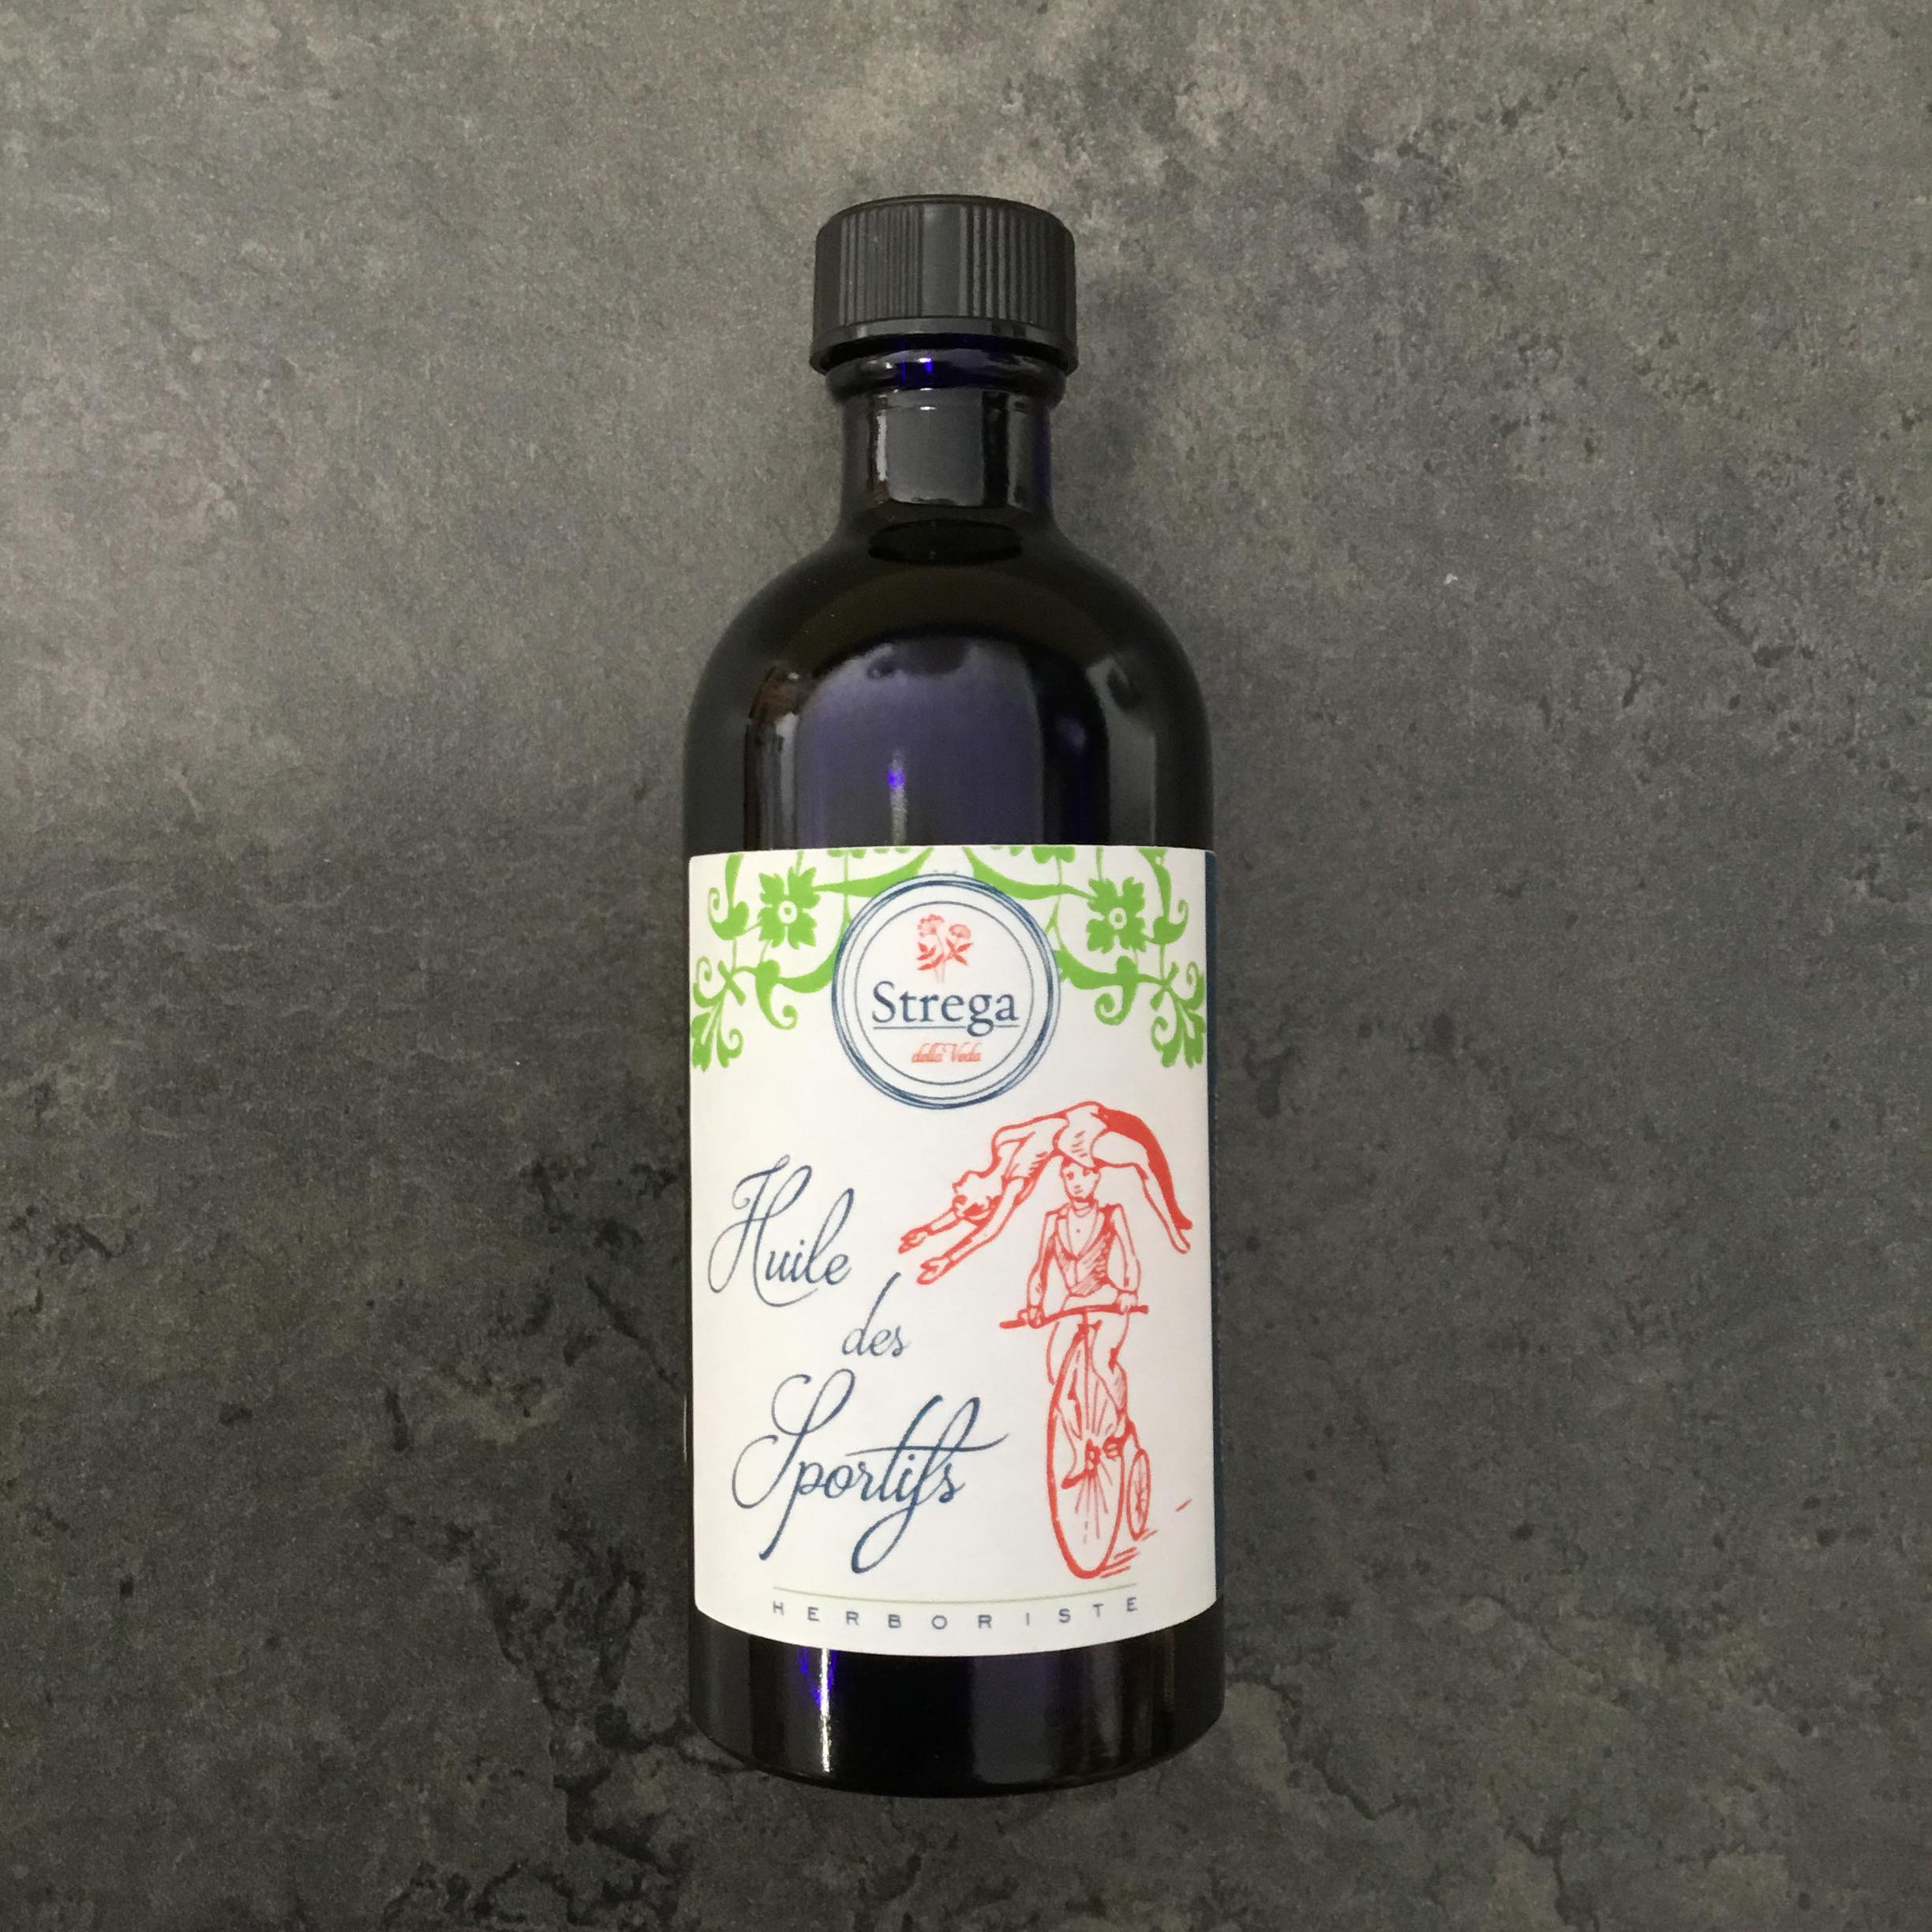 Strega
della Veda
Huile
des
Sportifs
HERBORISTE